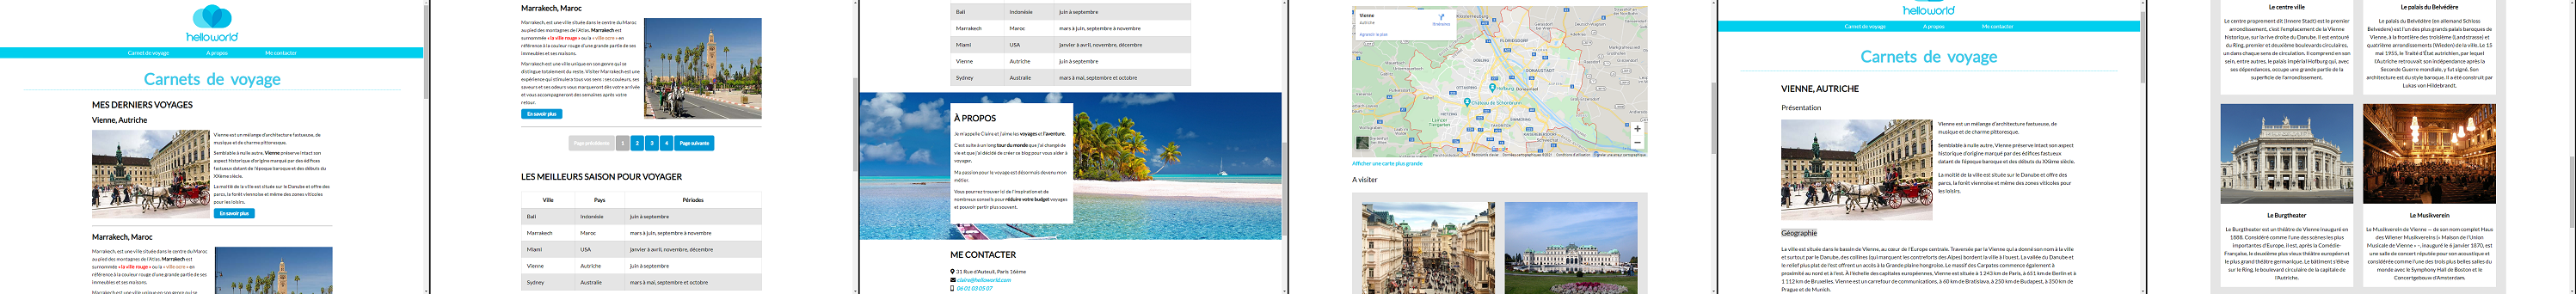 helloworld
Carnet de voyage A propos Me contacter
Carnets de voyage
MES DERNIERS VOYAGES
Vienne, Autriche
Vienne est un mélange d'architecture fastueuse, de
musique et de charme pittoresque.
Semblable à nulle autre, Vienne préserve intact son
aspect historique d'origine marqué par des édifices
fastueux datant de l'époque baroque et des débuts du
XXème siècle.
La moitié de la ville est située sur le Danube et offre des
parcs, la forêt viennoise et même des zones viticoles
pour les loisirs.
En savoir plus
Marrakech, Maroc
Marrakech, est une ville située dans le centre du Maroc
au pied des montagnes de l'Atlas. Marrakech est
surnommée « la ville rouge » ou la « ville ocre » en
référence à la couleur rouge d'une grande partie de ses
immeubles et ses maisons.
Marrakech, Maroc
Marrakech, est une ville située dans le centre du Maroc
au pied des montagnes de l'Atlas. Marrakech est
surnommée « la ville rouge » ou la « ville ocre » en
référence à la couleur rouge d'une grande partie de ses
immeubles et ses maisons.
Marrakech est une ville unique en son genre qui se
distingue totalement du reste. Visiter Marrakech est une
expérience qui stimulera tous vos sens : ses couleurs, ses
saveurs et ses odeurs vous marqueront dès votre arrivée
et vous accompagneront des semaines après votre
retour.
En savoir plus
Page précédente 1 2 3 4 Page suivante
LES MEILLEURS SAISON POUR VOYAGER
Ville Pays Périodes
Bali Indonésie juin à septembre
Marrakech Maroc mars à juin, septembre à novembre
Miami USA janvier à avril, novembre, décembre
Vienne Autriche juin à septembre
Sydney Australie mars à mai, septembre et octobre
Bali Indonésie juin à septembre
Marrakech Maroc mars à juin, septembre à novembre
Miami USA janvier à avril, novembre, décembre
Vienne Autriche juin à septembre
Sydney Australie mars à mai, septembre et octobre
À PROPOS
Je m'appelle Claire et j'aime les voyages et l'aventure.
C'est suite à un long tour du monde que j'ai changé de
vie et que j'ai décidé de créer ce blog pour vous aider à
voyager.
Ma passion pour le voyage est désormais devenu mon
métier.
Vous pourrez trouver ici de l'inspiration et de
nombreux conseils pour réduire votre budget voyages
et pouvoir partir plus souvent.
ME CONTACTER
31 Rue d'Auteuil, Paris 16ème
claire@helloworld.com
06 01 03 05 07
Vienne
Autriche
Itinéraires
Agrandir le plan
FLORIDSDORF
DONAUSTADT
DÖBLING
OTTAKRING
Hofburg
Château de Schönbrunn
SIMMERING
FAVORITEN
LIESING
Schwechat
Afficher une carte plus grande
A visiter
helloworld
Carnet de voyage A propos Me contacter
Carnets de voyage
VIENNE, AUTRICHE
Présentation
Vienne est un mélange d'architecture fastueuse, de
musique et de charme pittoresque.
Semblable à nulle autre, Vienne préserve intact son aspect
historique d'origine marqué par des édifices fastueux
datant de l'époque baroque et des débuts du XXème siècle.
La moitié de la ville est située sur le Danube et offre des
parcs, la forêt viennoise et même des zones viticoles pour
les loisirs.
Géographie
La ville est située dans le bassin de Vienne, au cœur de l'Europe centrale. Traversée par la Vienne qui a donné son nom à la ville
et surtout par le Danube, des collines (qui marquent les contreforts des Alpes) bordent la ville à l'ouest. La vallée du Danube et
le relief plus plat de l'est offrent un accès à la Grande plaine hongroise. Le massif des Carpates commence également à
proximité au nord et à l'est. À l'échelle des capitales européennes, Vienne est située à 1 243 km de Paris, à 651 km de Berlin et à
1 112 km de Bruxelles. Vienne est un carrefour de communications, à 60 km de Bratislava, à 250 km de Budapest, à 350 km de
Prague et de Munich.
Le centre ville
Le centre proprement dit (Innere Stadt) est le premier
arrondissement, c'est l'emplacement de la Vienne
historique, sur la rive droite du Danube, il est entouré
du Ring, premier et deuxième boulevards circulaires,
un dans chaque sens de circulation. Il comprend en son
sein, entre autres, le palais impérial Hofburg qui, avec
ses dépendances, occupe une grande partie de la
superficie de l'arrondissement.
Le palais du Belvédère
Le palais du Belvédère (en allemand Schloss
Belvedere) est l'un des plus grands palais baroques de
Vienne, à la frontière des troisième (Landstrasse) et
quatrième arrondissements (Wieden) de la ville. Le 15
mai 1955, le Traité d'État autrichien, par lequel
l'Autriche retrouvait son indépendance après la
Seconde Guerre mondiale, y fut signé. Son
architecture est du style baroque. Il a été construit par
Lukas von Hildebrandt.
Le Burgtheater
Le Burgtheater est un théâtre de Vienne inauguré en
1888. Considéré comme l'une des scènes les plus
importantes d'Europe, il est, après la Comédie-
Française, le deuxième plus vieux théâtre européen et
le plus grand théâtre germanique. Le bâtiment s'élève
sur le Ring, le boulevard circulaire de la capitale de
l'Autriche.
Le Musikverein
Le Musikverein de Vienne — de son nom complet Haus
des Wiener Musikvereins (« Maison de l'Union
Musicale de Vienne » –, inauguré le 6 janvier 1870, est
une salle de concert réputée pour son acoustique et
considérée comme l'une des trois plus belles salles du
monde avec le Symphony Hall de Boston et le
Concertgebouw d'Amsterdam.